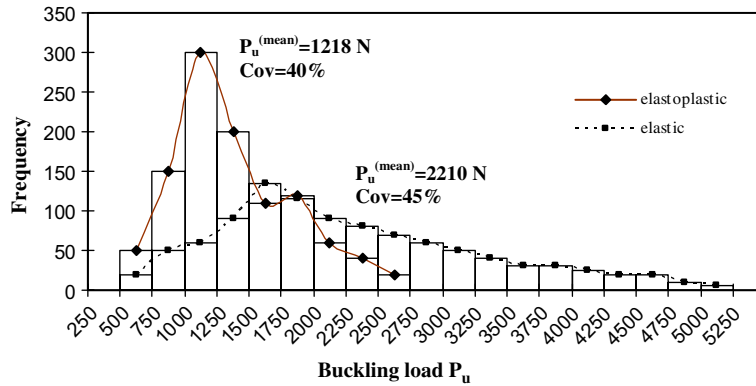 350
300
250
200
150
100
50
0
Frequency
P_u^(mean)=1218 N
Cov=40%
P_u^(mean)=2210 N
Cov=45%
elastoplastic
elastic
250 500 750 1000 1250 1500 1750 2000 2250 2500 2750 3000 3250 3500 3750 4000 4250 4500 4750 5000 5250
Buckling load P_u